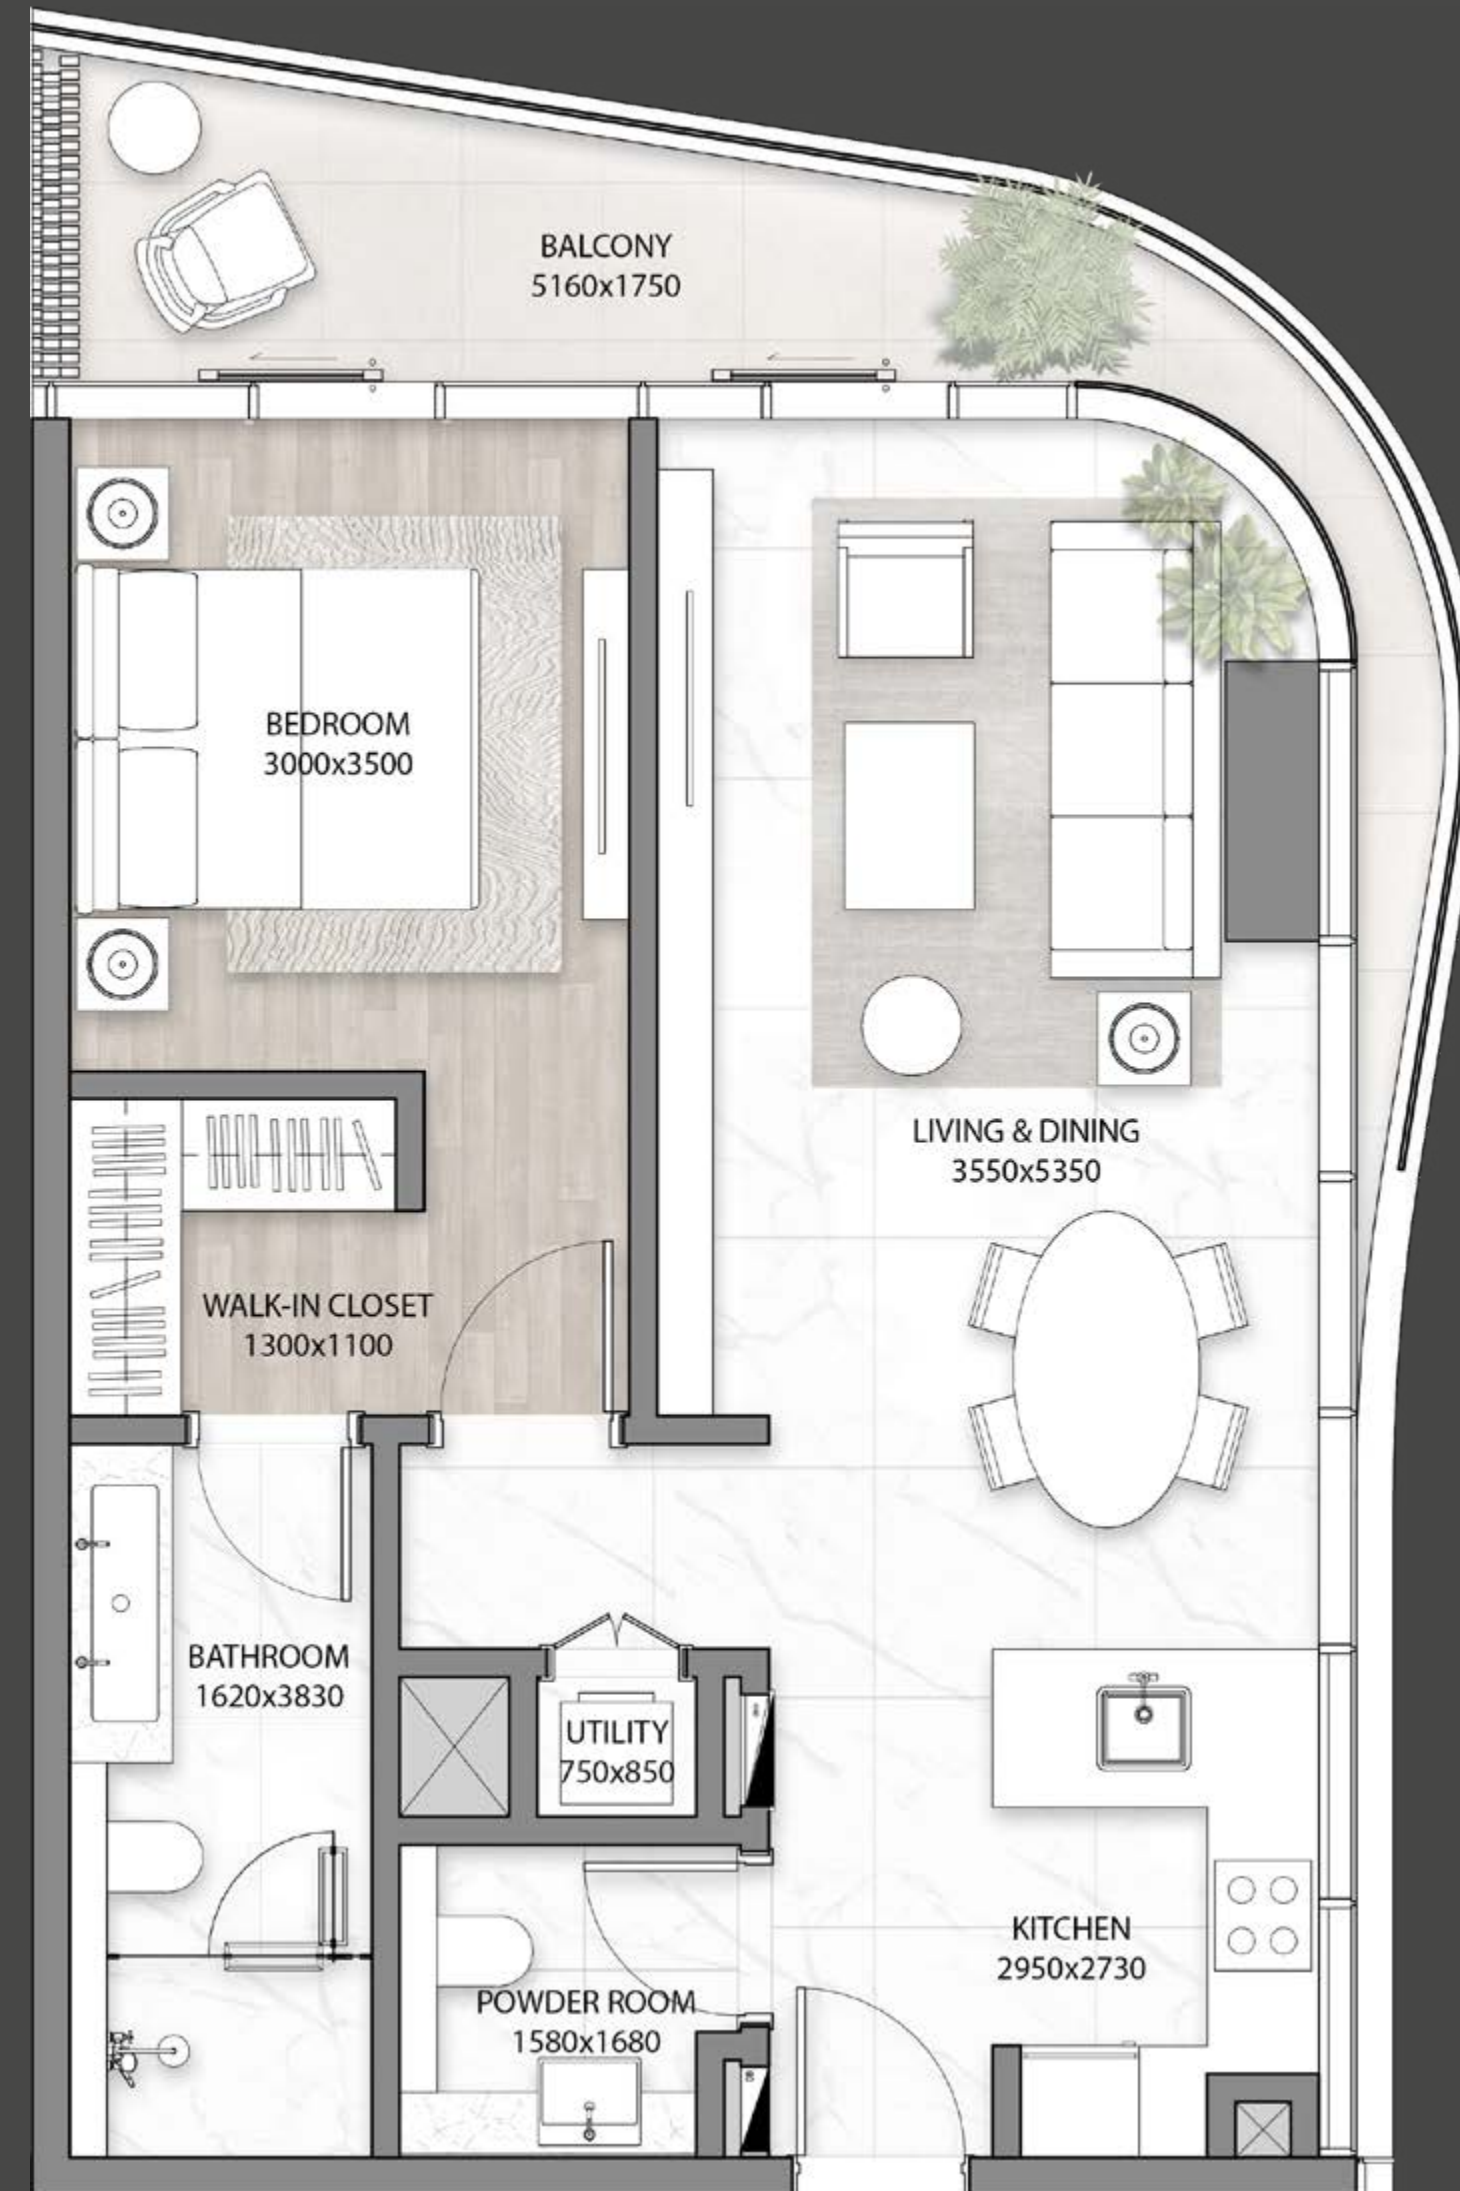 BALCONY
5160x1750
BEDROOM
3000x3500
LIVING & DINING
3550x5350
WALK-IN CLOSET
1300x1100
BATHROOM
1620x3830
UTILITY
750x850
KITCHEN
2950x2730
POWDER ROOM
1580x1680